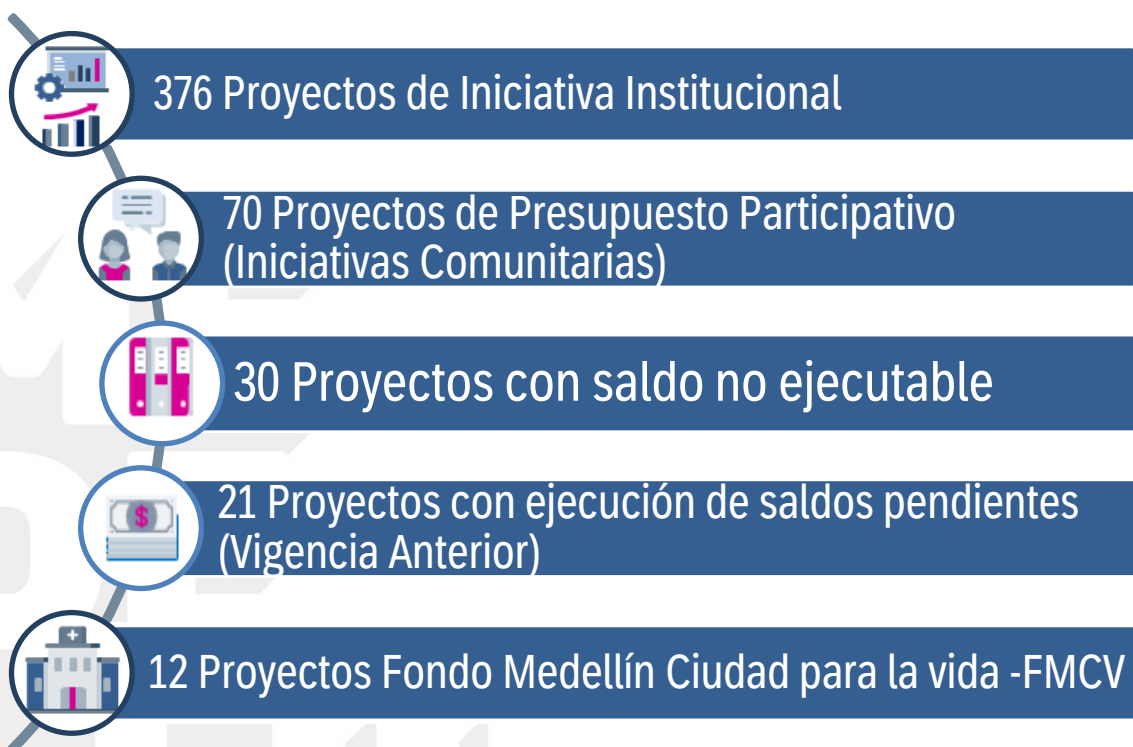 376 Proyectos de Iniciativa Institucional
70 Proyectos de Presupuesto Participativo
(Iniciativas Comunitarias)
30 Proyectos con saldo no ejecutable
21 Proyectos con ejecución de saldos pendientes
(Vigencia Anterior)
12 Proyectos Fondo Medellín Ciudad para la vida -FMCV